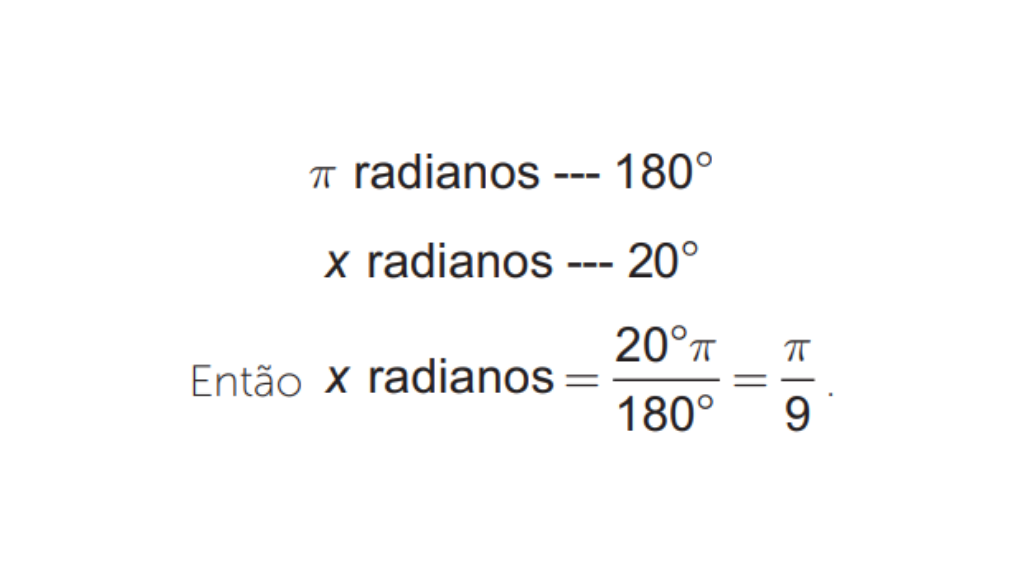 π radianos --- 180°
x radianos --- 20°
Então x radianos = 20°π/180° = π/9 .